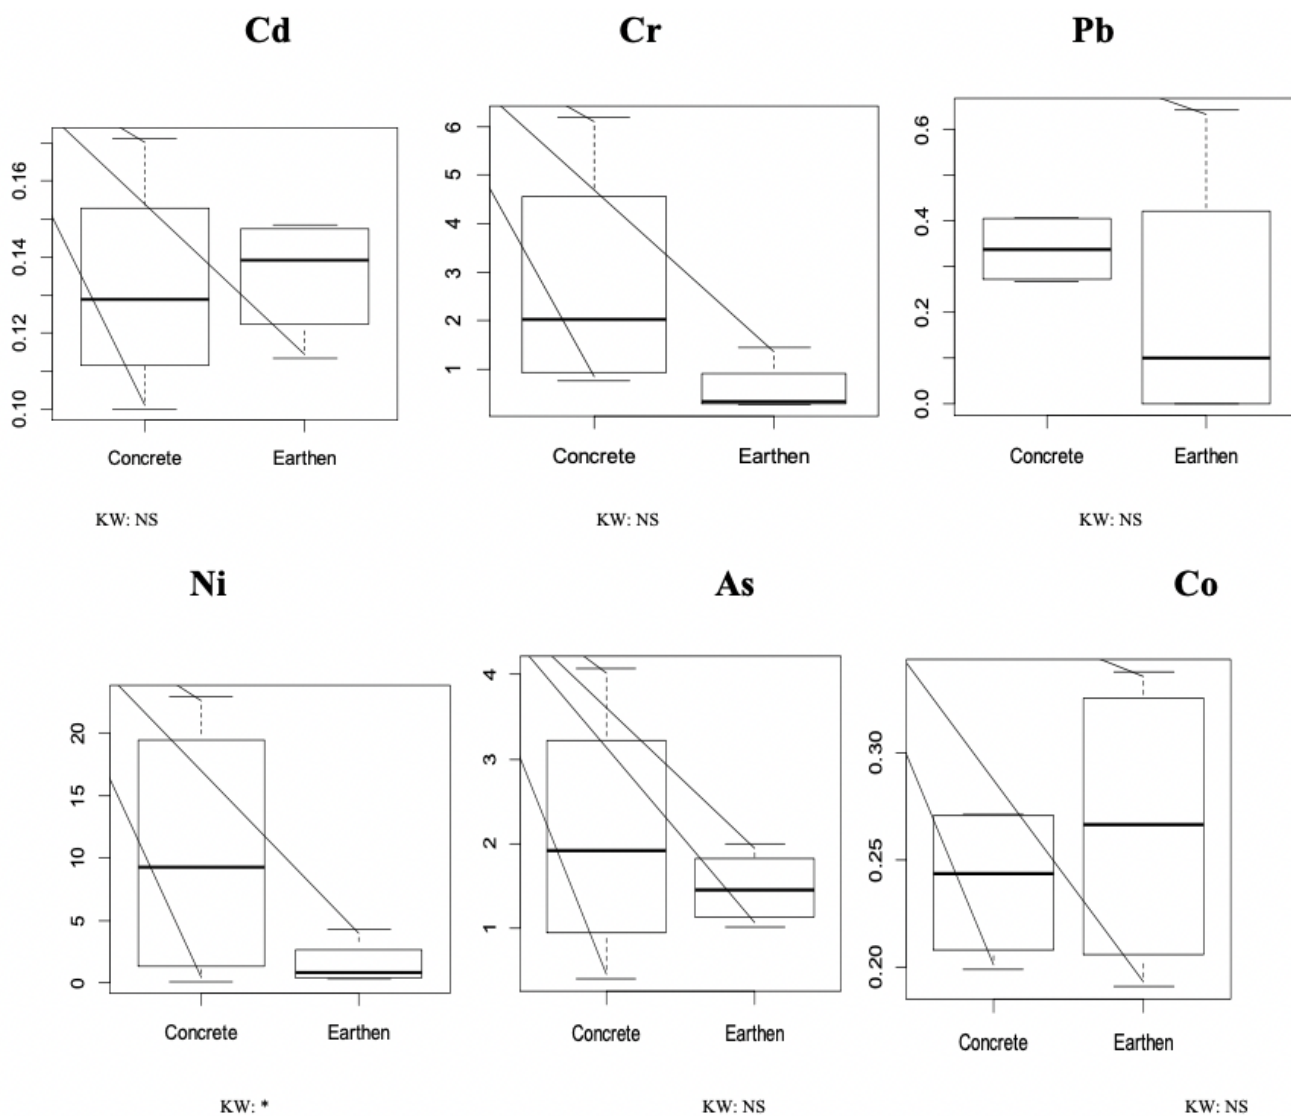 Cd Cr Pb
0.10 0.12 0.14 0.16
Concrete Earthen
1 2 3 4 5 6
Concrete Earthen
0.0 0.2 0.4 0.6
Concrete Earthen
KW: NS KW: NS KW: NS
Ni As Co
0 5 10 15 20
Concrete Earthen
1 2 3 4
Concrete Earthen
0.20 0.25 0.30
Concrete Earthen
KW: * KW: NS KW: NS